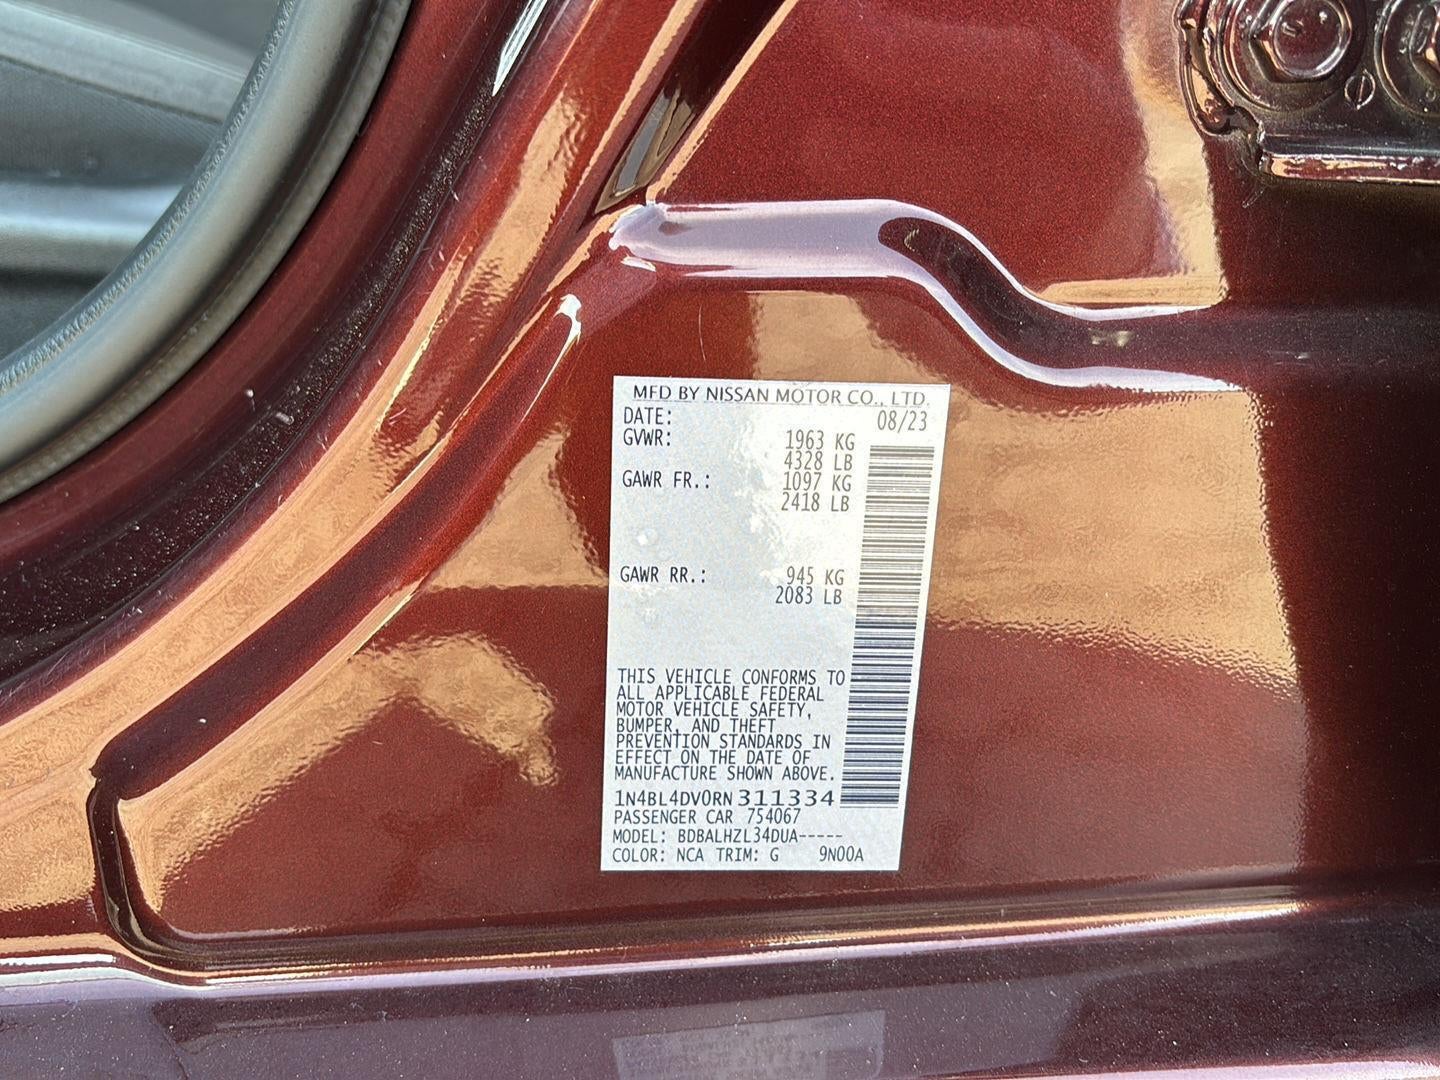 MFD BY NISSAN MOTOR CO., LTD.
DATE: 08/23
GVWR: 1963 KG
4328 LB
GAWR FR.: 1097 KG
2418 LB
GAWR RR.: 945 KG
2083 LB
THIS VEHICLE CONFORMS TO
ALL APPLICABLE FEDERAL
MOTOR VEHICLE SAFETY,
BUMPER, AND THEFT
PREVENTION STANDARDS IN
EFFECT ON THE DATE OF
MANUFACTURE SHOWN ABOVE.
1N4BL4DV0RN311334
PASSENGER CAR 754067
MODEL: BDBALHZL34DUA-----
COLOR: NCA TRIM: G 9N00A